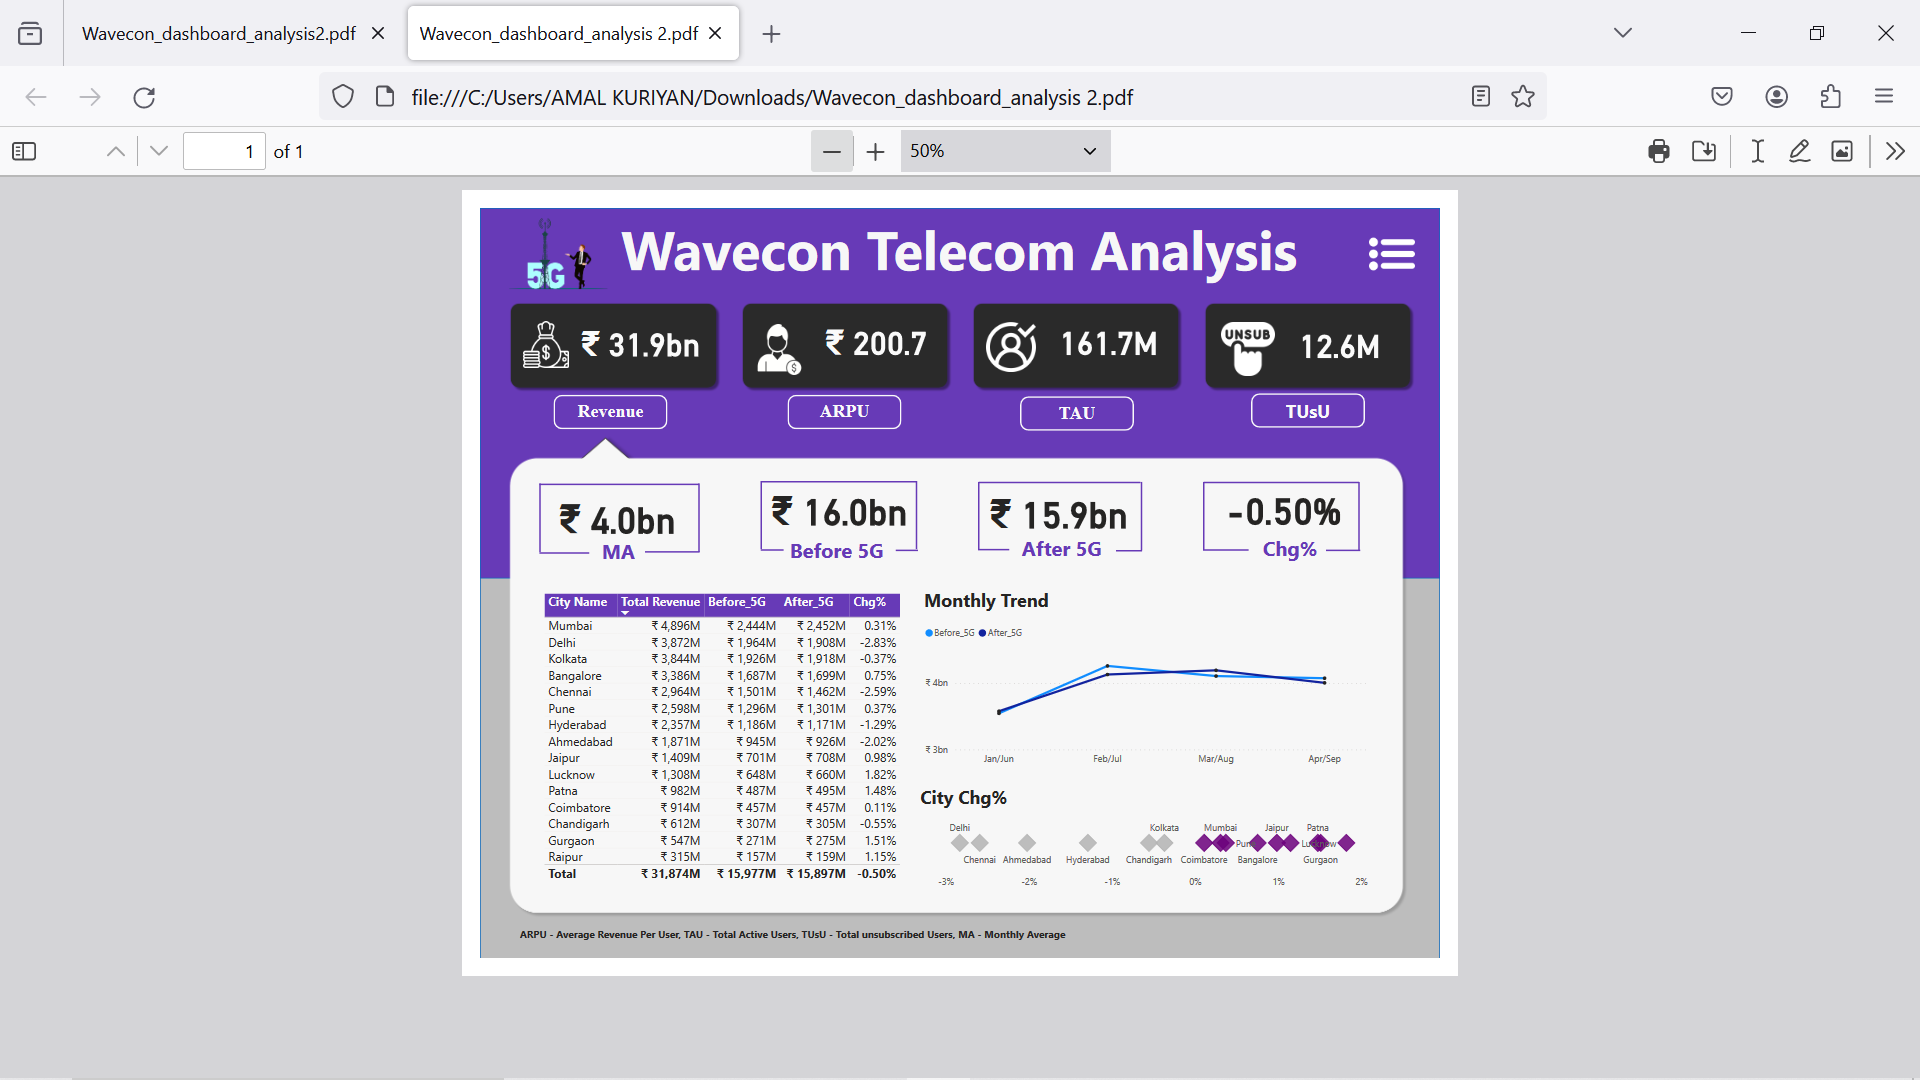 Wavecon_dashboard_analysis2.pdf
Wavecon_dashboard_analysis 2.pdf
file:///C:/Users/AMAL KURIYAN/Downloads/Wavecon_dashboard_analysis 2.pdf
1 of 1
50%
5G
Wavecon Telecom Analysis
₹ 31.9bn
₹ 200.7
161.7M
UNSUB
12.6M
Revenue
ARPU
TAU
TUsU
₹ 4.0bn
MA
₹ 16.0bn
Before 5G
₹ 15.9bn
After 5G
-0.50%
Chg%
City Name Total Revenue Before_5G After_5G Chg%
Mumbai ₹ 4,896M ₹ 2,444M ₹ 2,452M 0.31%
Delhi ₹ 3,872M ₹ 1,964M ₹ 1,908M -2.83%
Kolkata ₹ 3,844M ₹ 1,926M ₹ 1,918M -0.37%
Bangalore ₹ 3,386M ₹ 1,687M ₹ 1,699M 0.75%
Chennai ₹ 2,964M ₹ 1,501M ₹ 1,462M -2.59%
Pune ₹ 2,598M ₹ 1,296M ₹ 1,301M 0.37%
Hyderabad ₹ 2,357M ₹ 1,186M ₹ 1,171M -1.29%
Ahmedabad ₹ 1,871M ₹ 945M ₹ 926M -2.02%
Jaipur ₹ 1,409M ₹ 701M ₹ 708M 0.98%
Lucknow ₹ 1,308M ₹ 648M ₹ 660M 1.82%
Patna ₹ 982M ₹ 487M ₹ 495M 1.48%
Coimbatore ₹ 914M ₹ 457M ₹ 457M 0.11%
Chandigarh ₹ 612M ₹ 307M ₹ 305M -0.55%
Gurgaon ₹ 547M ₹ 271M ₹ 275M 1.51%
Raipur ₹ 315M ₹ 157M ₹ 159M 1.15%
Total ₹ 31,874M ₹ 15,977M ₹ 15,897M -0.50%
Monthly Trend
Before_5G After_5G
₹ 4bn
₹ 3bn
Jan/Jun Feb/Jul Mar/Aug Apr/Sep
City Chg%
Delhi Kolkata Mumbai Jaipur Patna
Pune Lucknow
Chennai Ahmedabad Hyderabad Chandigarh Coimbatore Bangalore Gurgaon
-3% -2% -1% 0% 1% 2%
ARPU - Average Revenue Per User, TAU - Total Active Users, TUsU - Total unsubscribed Users, MA - Monthly Average